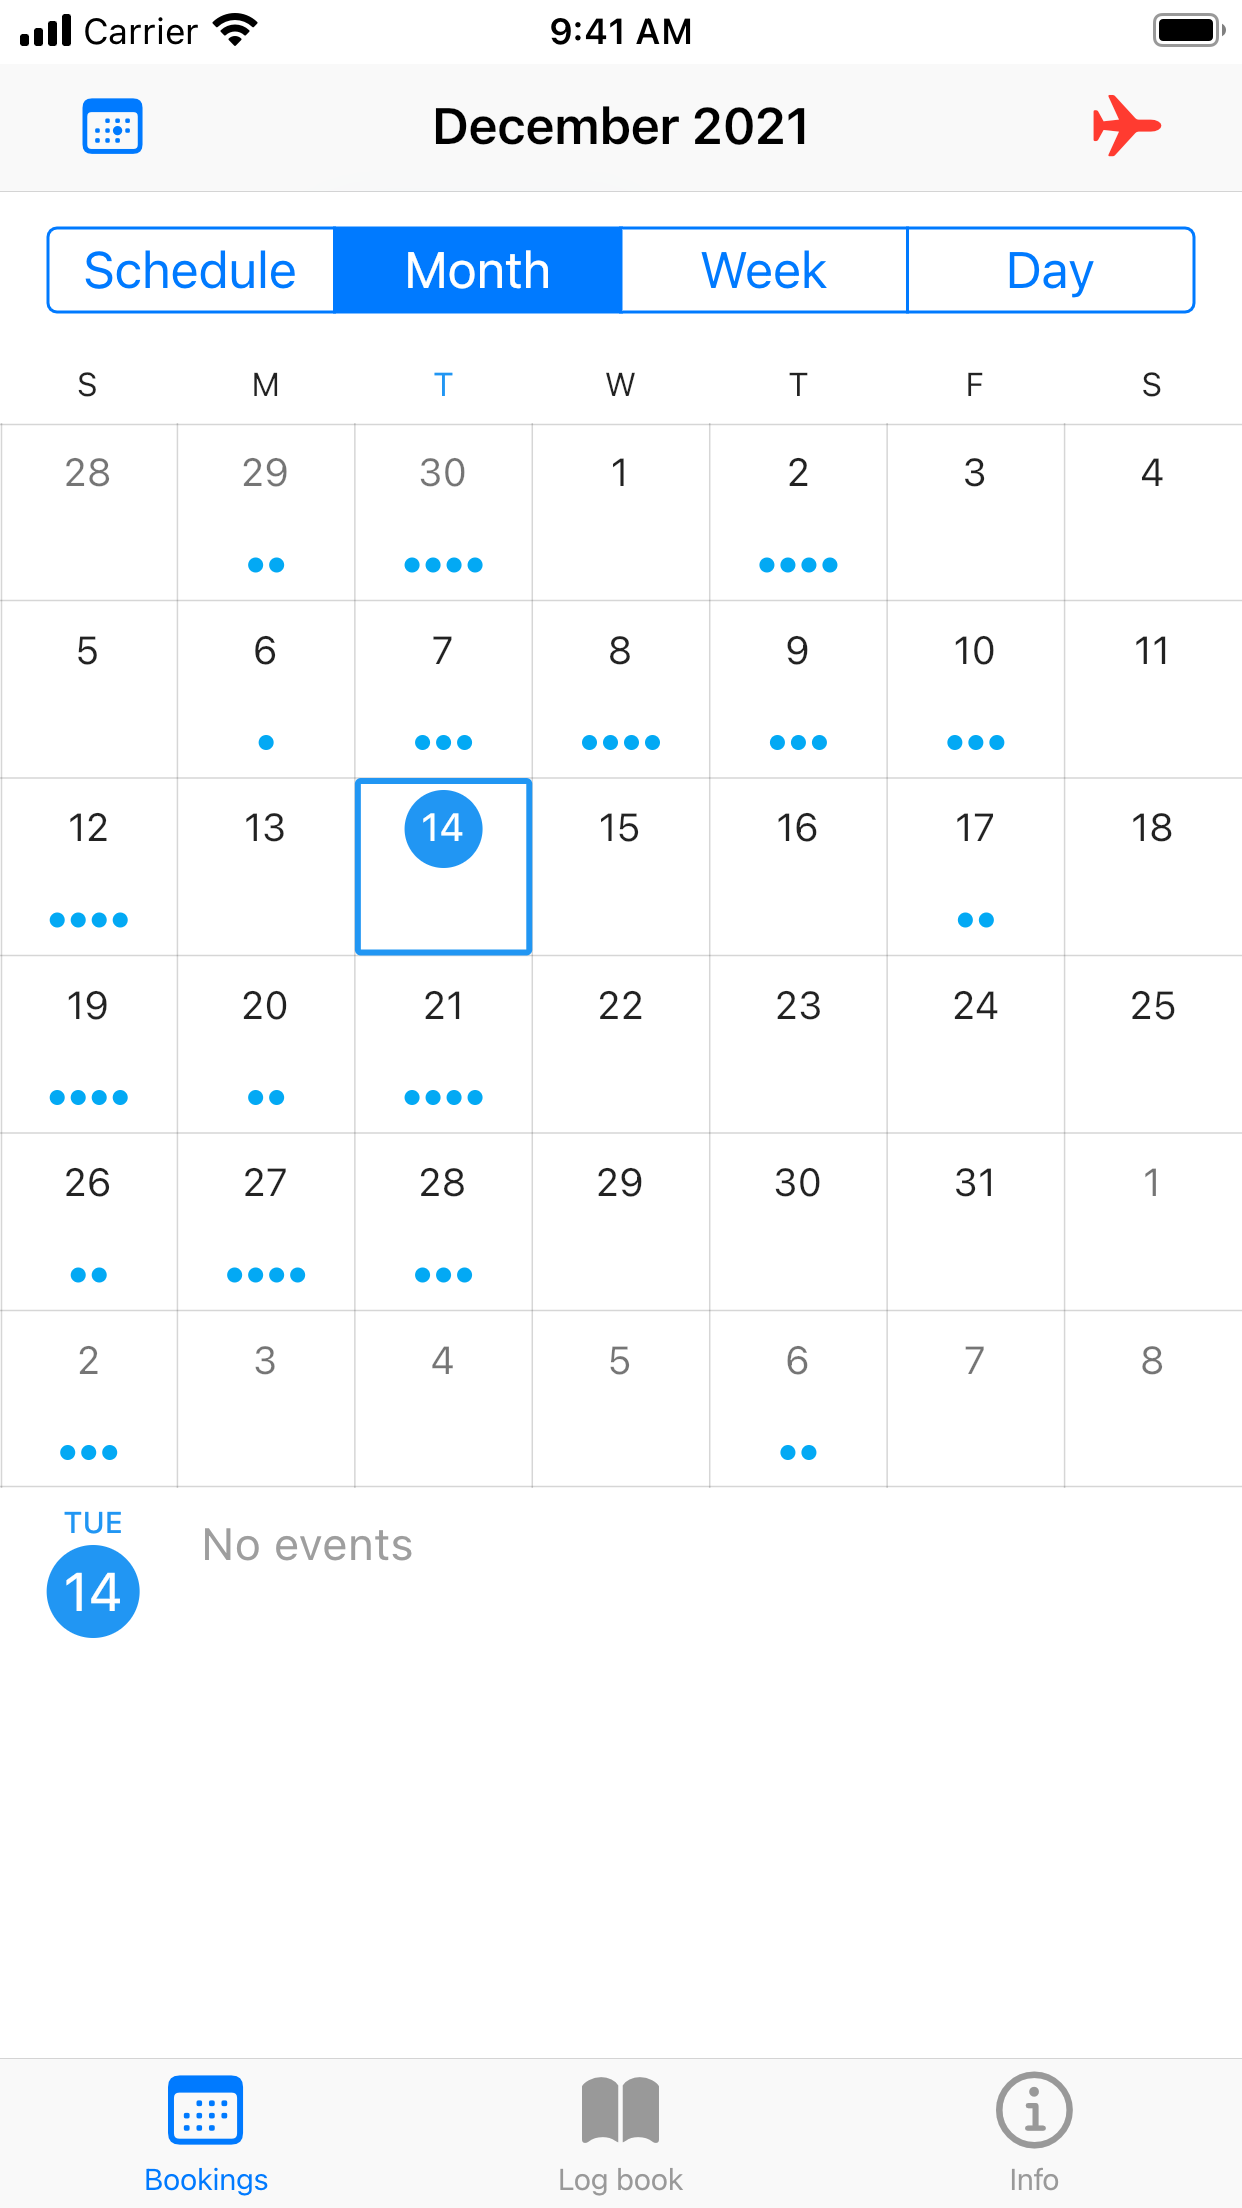 Carrier 9:41 AM
December 2021
Schedule Month Week Day
S M T W T F S
28 29 30 1 2 3 4
5 6 7 8 9 10 11
12 13 14 15 16 17 18
19 20 21 22 23 24 25
26 27 28 29 30 31 1
2 3 4 5 6 7 8
TUE
14
No events
Bookings Log book Info